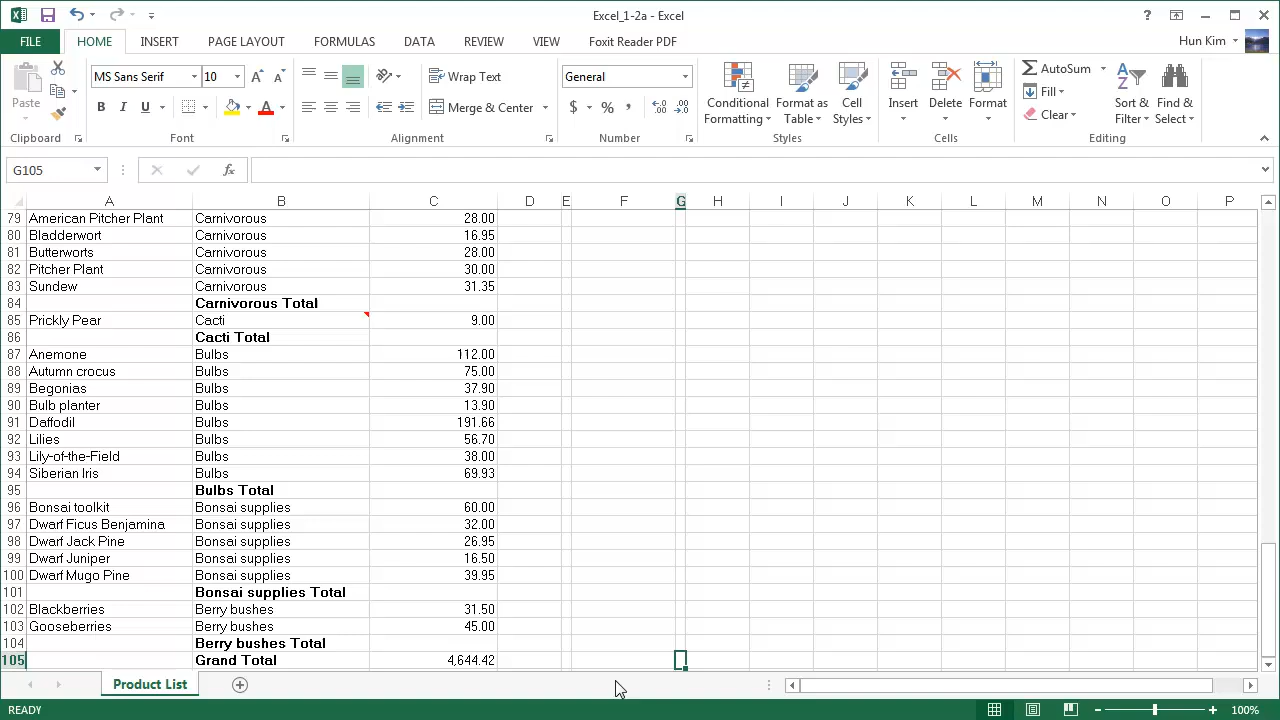 Excel_1-2a - Excel
?
FILE HOME INSERT PAGE LAYOUT FORMULAS DATA REVIEW VIEW Foxit Reader PDF Hun Kim
MS Sans Serif 10 Wrap Text General AutoSum
Paste B I U A Merge & Center $ % , Conditional Formatting Format as Table Cell Styles Insert Delete Format Fill Clear Sort & Filter Find & Select
Clipboard Font Alignment Number Styles Cells Editing
G105 fx
A B C D E F G H I J K L M N O P
79 American Pitcher Plant Carnivorous 28.00
80 Bladderwort Carnivorous 16.95
81 Butterworts Carnivorous 28.00
82 Pitcher Plant Carnivorous 30.00
83 Sundew Carnivorous 31.35
84 Carnivorous Total
85 Prickly Pear Cacti 9.00
86 Cacti Total
87 Anemone Bulbs 112.00
88 Autumn crocus Bulbs 75.00
89 Begonias Bulbs 37.90
90 Bulb planter Bulbs 13.90
91 Daffodil Bulbs 191.66
92 Lilies Bulbs 56.70
93 Lily-of-the-Field Bulbs 38.00
94 Siberian Iris Bulbs 69.93
95 Bulbs Total
96 Bonsai toolkit Bonsai supplies 60.00
97 Dwarf Ficus Benjamina Bonsai supplies 32.00
98 Dwarf Jack Pine Bonsai supplies 26.95
99 Dwarf Juniper Bonsai supplies 16.50
100 Dwarf Mugo Pine Bonsai supplies 39.95
101 Bonsai supplies Total
102 Blackberries Berry bushes 31.50
103 Gooseberries Berry bushes 45.00
104 Berry bushes Total
105 Grand Total 4,644.42
Product List
READY 100%